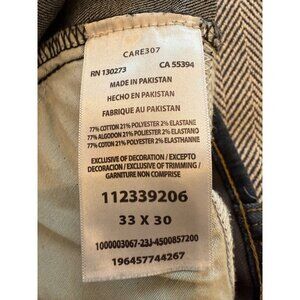 CARE307
RN 130273 CA 55394
MADE IN PAKISTAN
HECHO EN PAKISTAN
FABRIQUE AU PAKISTAN
77% COTTON 21% POLYESTER 2% ELASTANE
77% ALGODON 21% POLYESTER 2% ELASTANO
77% COTON 21% POLYESTER 2% ELASTHANNE
EXCLUSIVE OF DECORATION / EXCEPTO
DECORACION / EXCLUSIVE OF TRIMMING /
GARNITURE NON COMPRISE
112339206
33 X 30
1000003067-23J-4500857200
196457744267